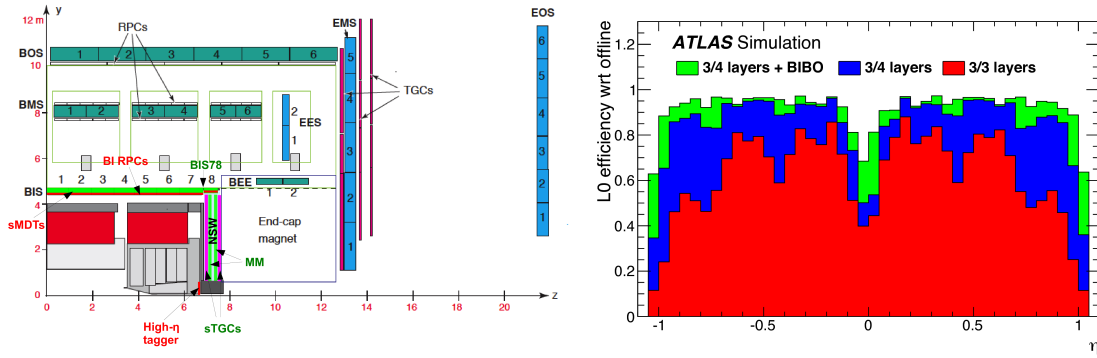 12 m
y
EOS
RPCs
EMS
BOS
1 2 3 4 5 6
10
5
6
BMS
8
1 2 3 4 5 6
4
TGCs
5
2
EES
1
4
6
BI RPCs
BIS78
3
3
1 2 3 4 5 6 7 8
BEE
1 2
BIS
2
2
4
sMDTs
NSW
End-cap
magnet
1
1
2
MM
0
0 2 4 6 8 10 12 14 16 18 20
z
High-η
tagger
sTGCs
ATLAS Simulation
3/4 layers + BIBO
3/4 layers
3/3 layers
L0 efficiency wrt offline
1.2
1
0.8
0.6
0.4
0.2
0
-1 -0.5 0 0.5 1
η